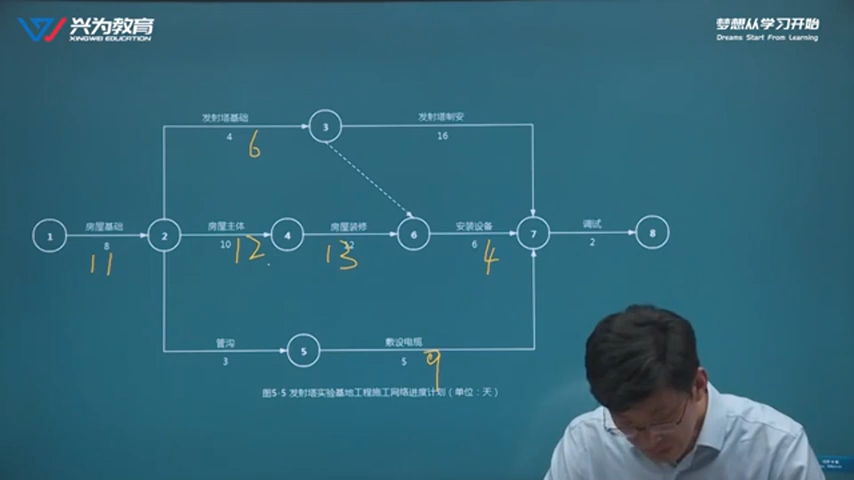 兴为教育
XINGWEI EDUCATION
梦想从学习开始
Dreams Start From Learning
发射塔基础
4
6
3
发射塔制安
16
1
房屋基础
8
11
2
房屋主体
10
12
4
房屋装修
13
6
安装设备
6
4
7
调试
2
8
管沟
3
5
敷设电缆
5
9
图5-5 发射塔实验基地工程施工网络进度计划(单位:天)